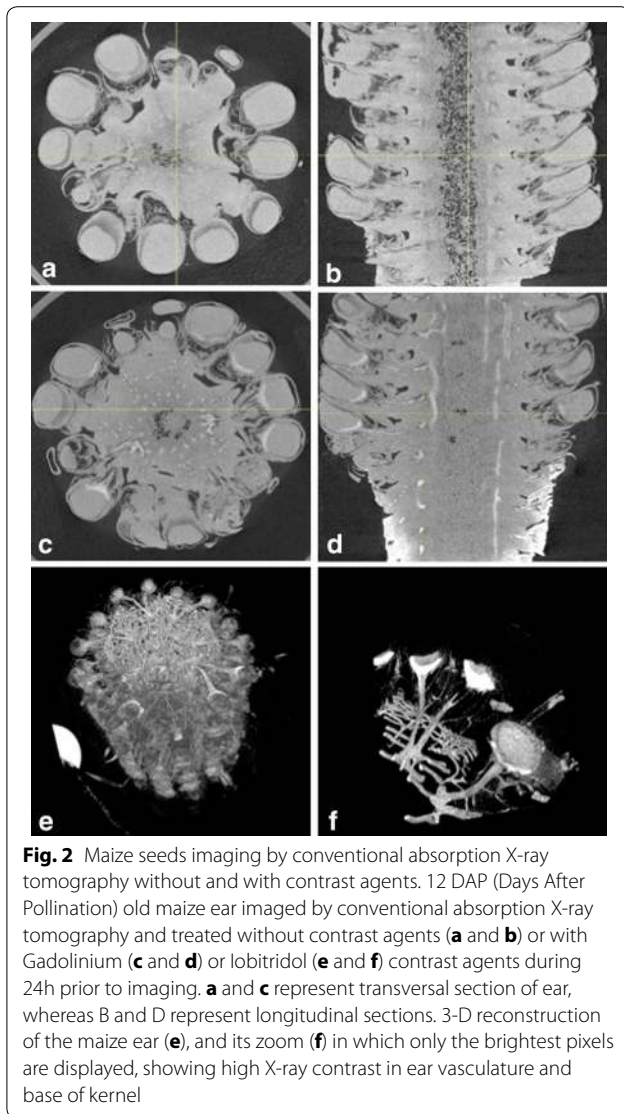 a
b
c
d
e
f
Fig. 2 Maize seeds imaging by conventional absorption X-ray
tomography without and with contrast agents. 12 DAP (Days After
Pollination) old maize ear imaged by conventional absorption X-ray
tomography and treated without contrast agents (a and b) or with
Gadolinium (c and d) or Iobitridol (e and f) contrast agents during
24h prior to imaging. a and c represent transversal section of ear,
whereas B and D represent longitudinal sections. 3-D reconstruction
of the maize ear (e), and its zoom (f) in which only the brightest pixels
are displayed, showing high X-ray contrast in ear vasculature and
base of kernel